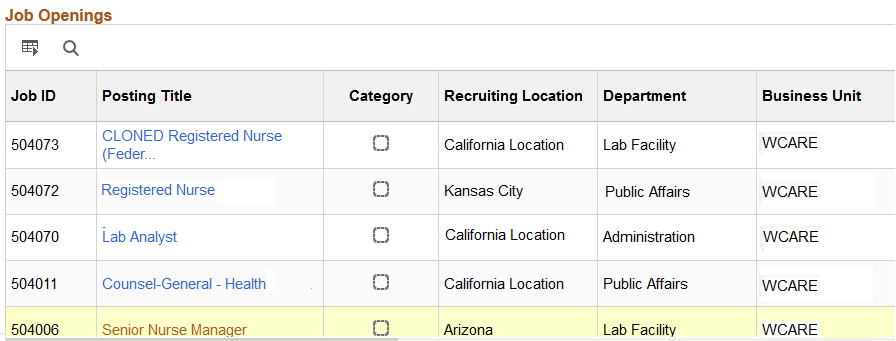 Job Openings
Job ID Posting Title Category Recruiting Location Department Business Unit
504073 CLONED Registered Nurse (Feder... California Location Lab Facility WCARE
504072 Registered Nurse Kansas City Public Affairs WCARE
504070 Lab Analyst California Location Administration WCARE
504011 Counsel-General - Health California Location Public Affairs WCARE
504006 Senior Nurse Manager Arizona Lab Facility WCARE